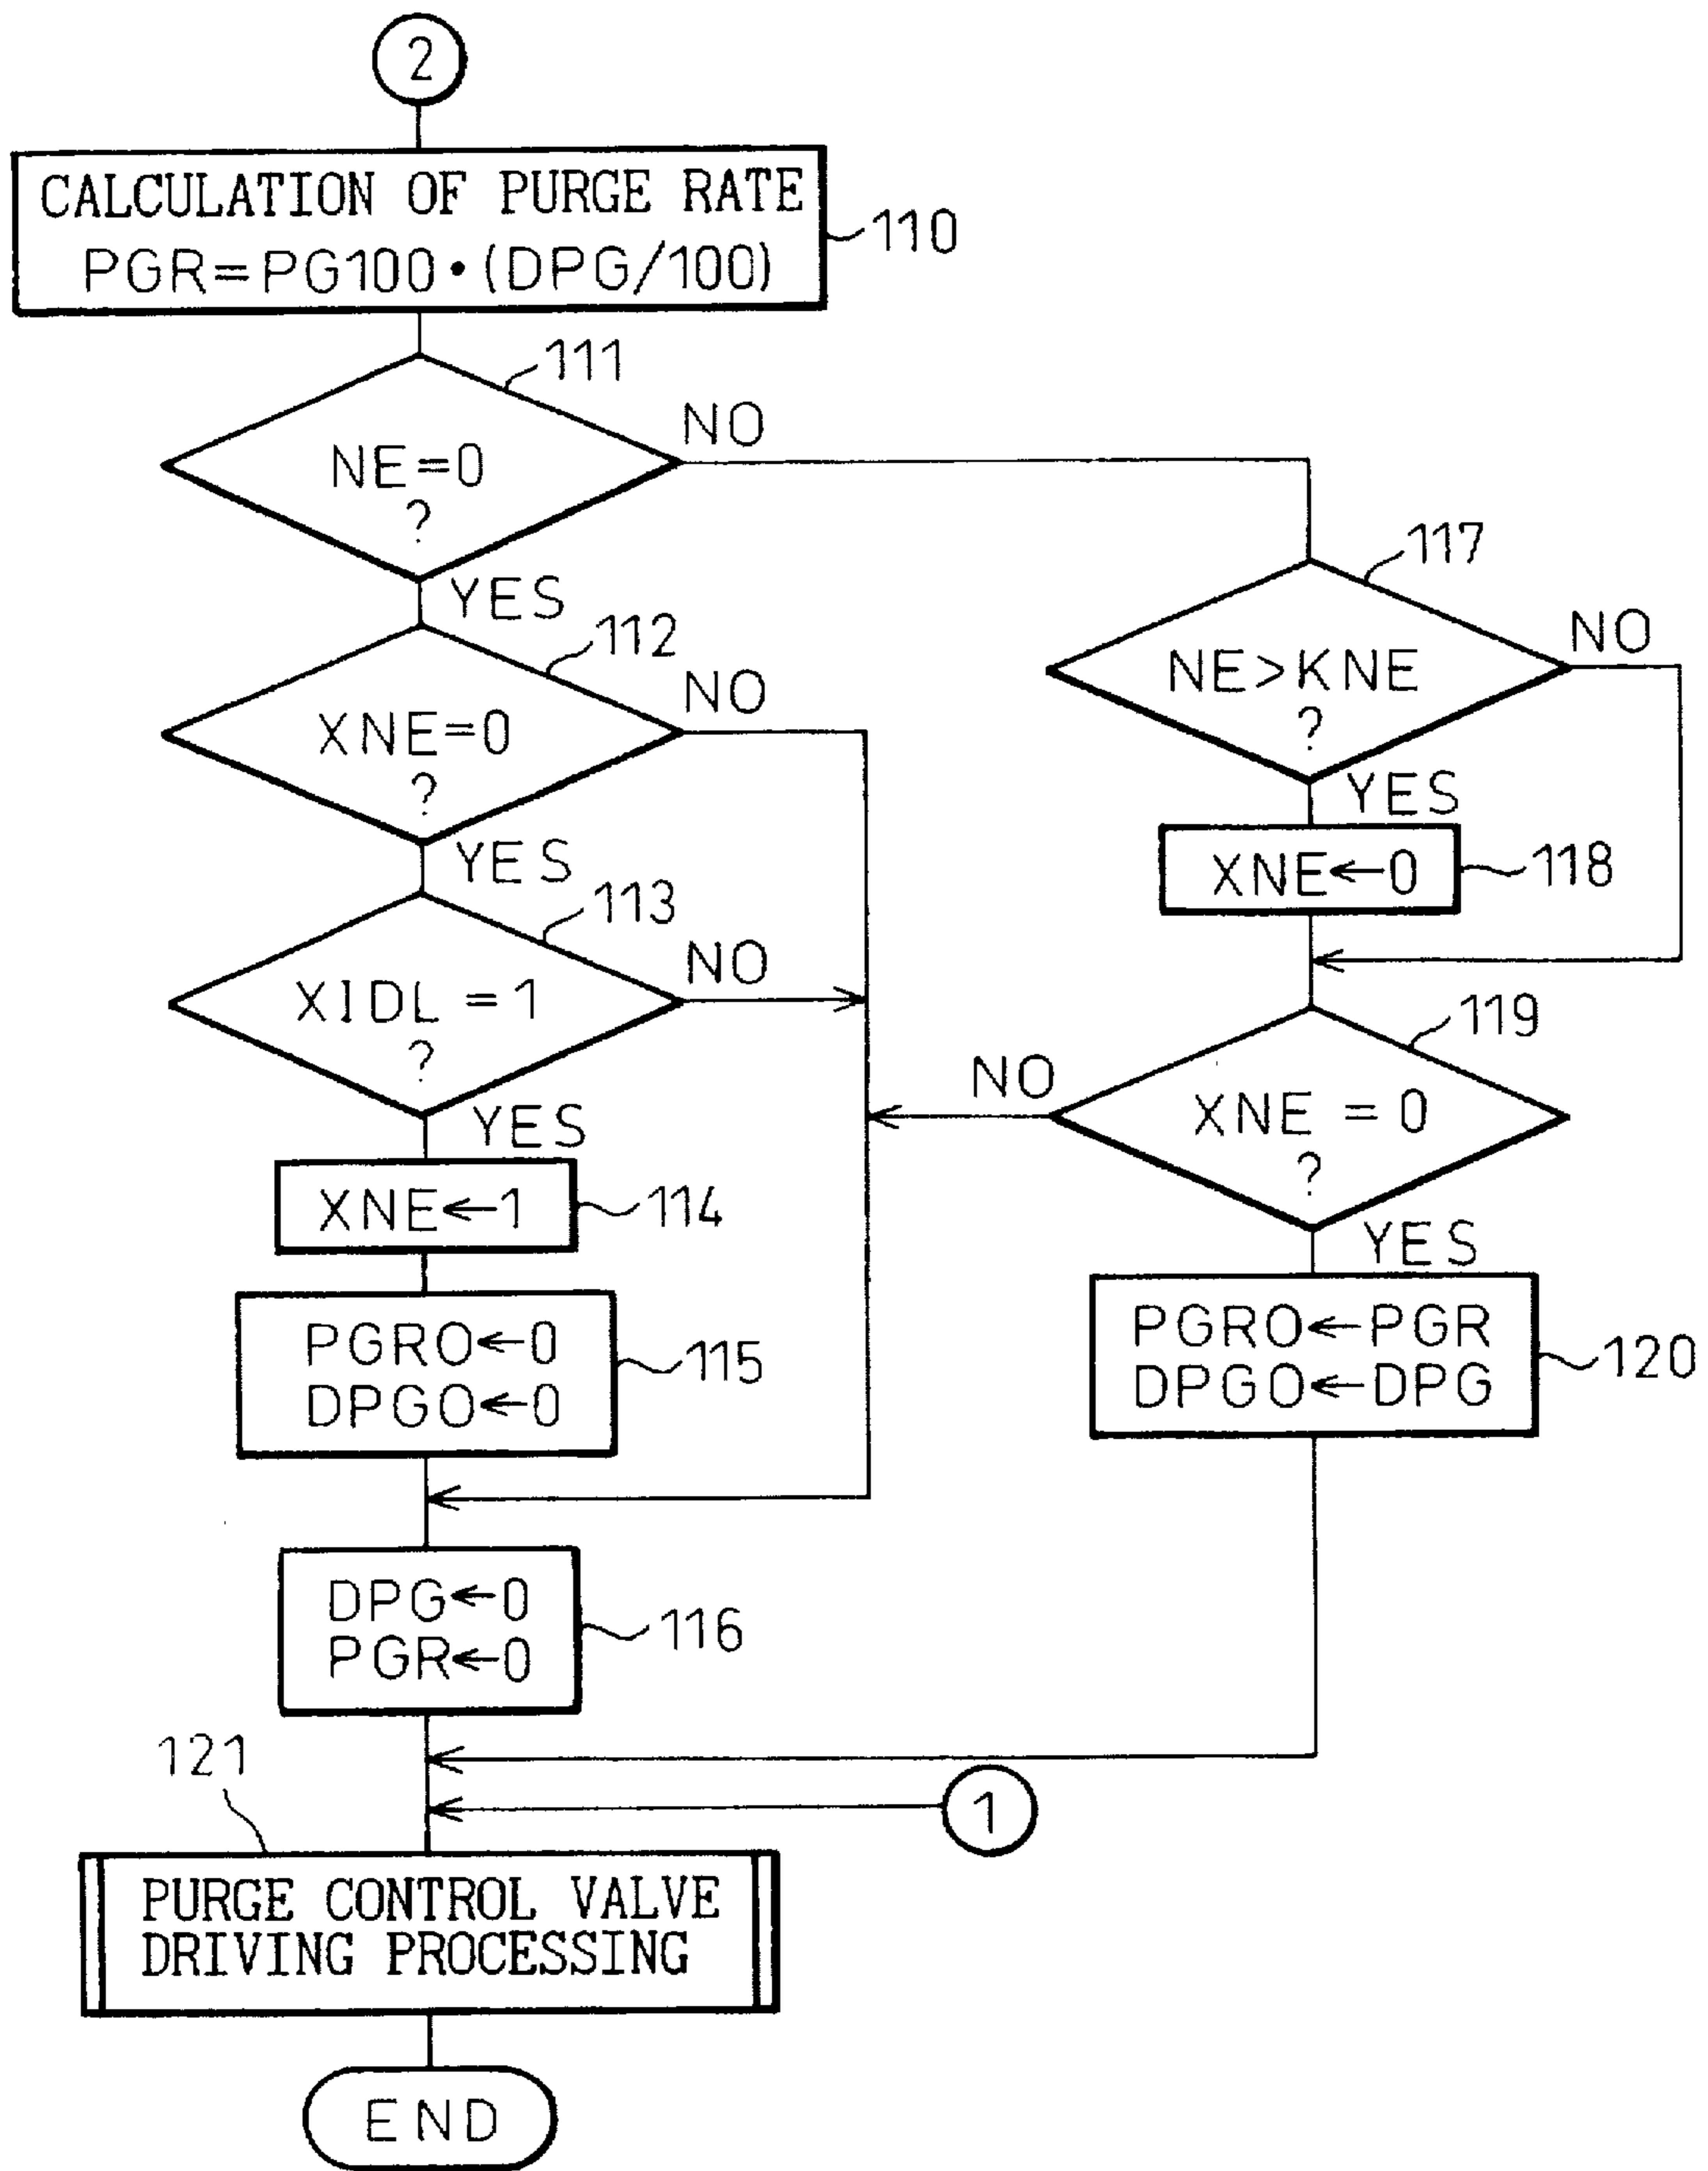 2
CALCULATION OF PURGE RATE
PGR=PG100•(DPG/100)
110
111
NE=0
?
NO
YES
112
XNE=0
?
NO
YES
113
XIDL = 1
?
NO
YES
XNE←1
114
PGRO←0
DPGO←0
115
DPG←0
PGR←0
116
117
NE>KNE
?
NO
YES
XNE←0
118
119
XNE = 0
?
NO
YES
PGRO←PGR
DPGO←DPG
120
1
121
PURGE CONTROL VALVE
DRIVING PROCESSING
END